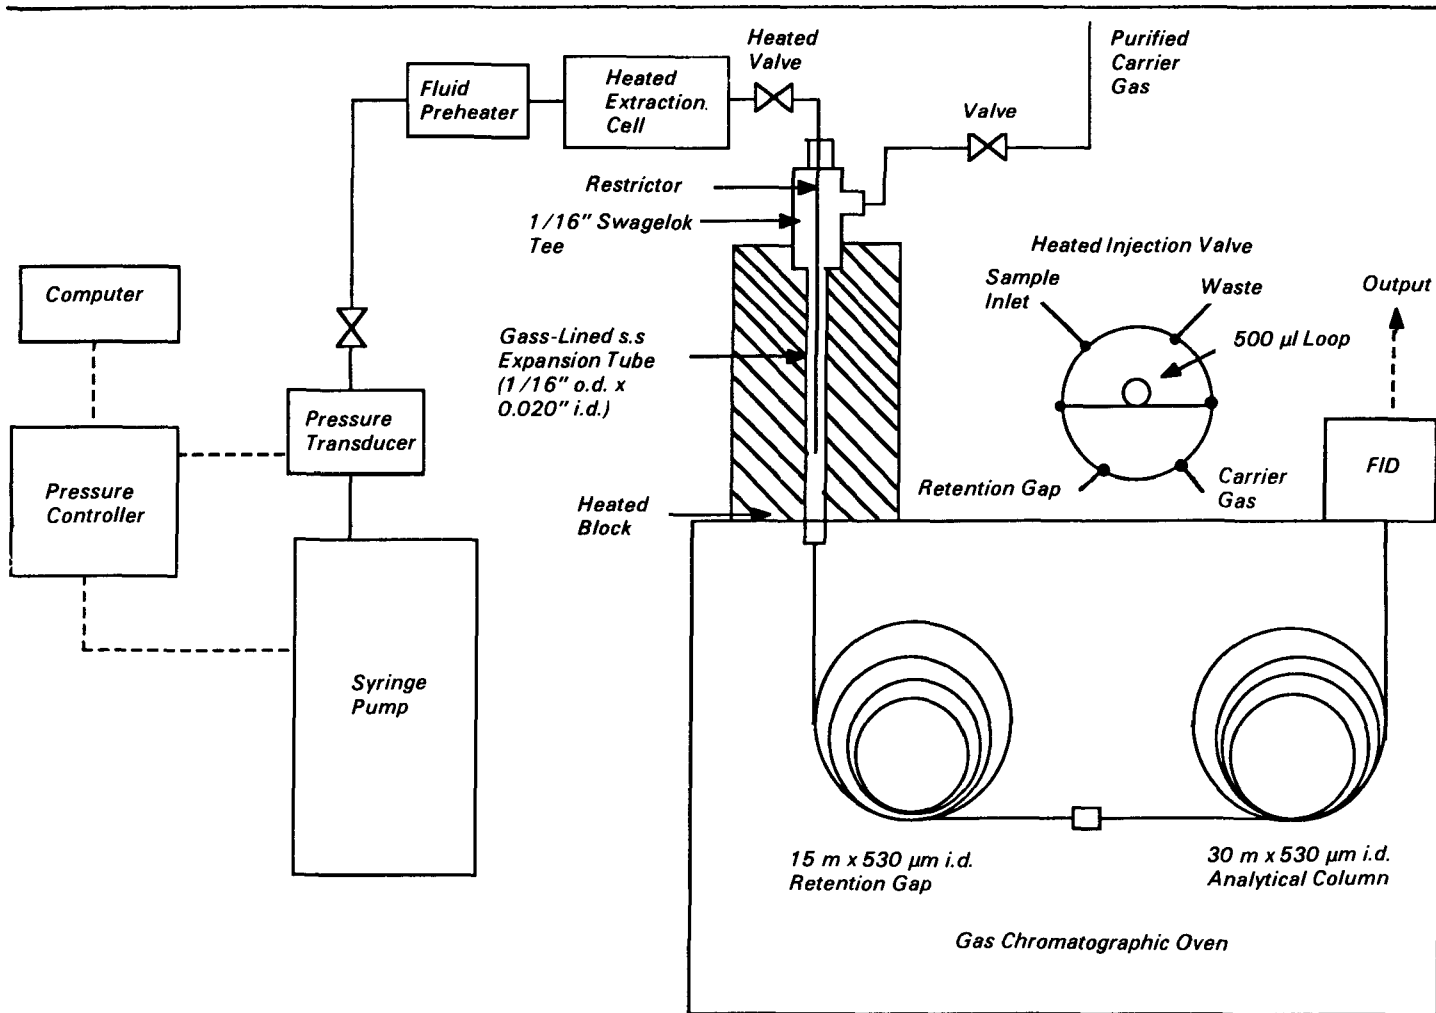 Heated
Valve
Purified
Carrier
Gas
Fluid
Preheater
Heated
Extraction.
Cell
Valve
Restrictor
1/16" Swagelok
Tee
Heated Injection Valve
Sample
Inlet
Waste
Output
Computer
500 µl Loop
Gass-Lined s.s
Expansion Tube
(1/16" o.d. x
0.020" i.d.)
Pressure
Transducer
FID
Pressure
Controller
Retention Gap
Carrier
Gas
Heated
Block
Syringe
Pump
15 m x 530 µm i.d.
Retention Gap
30 m x 530 µm i.d.
Analytical Column
Gas Chromatographic Oven